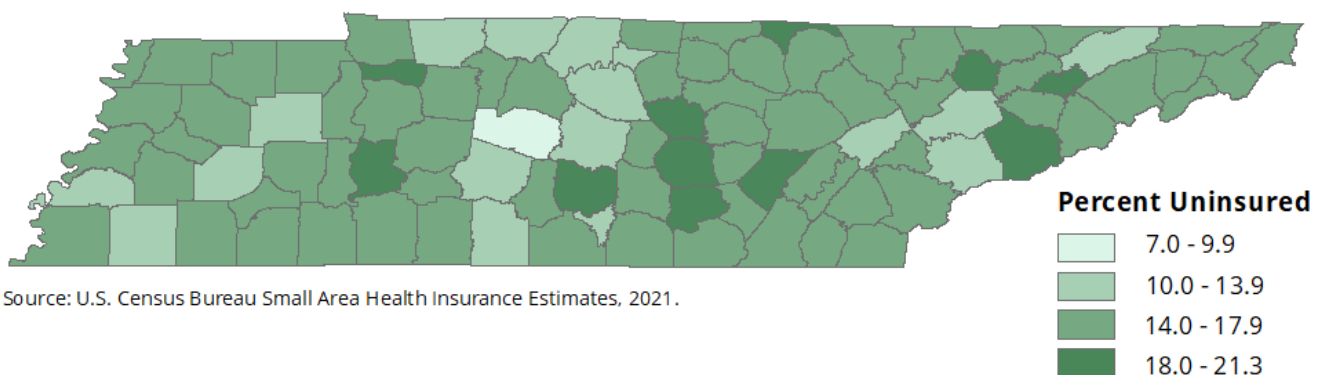 Percent Uninsured
7.0 - 9.9
10.0 - 13.9
14.0 - 17.9
18.0 - 21.3
Source: U.S. Census Bureau Small Area Health Insurance Estimates, 2021.